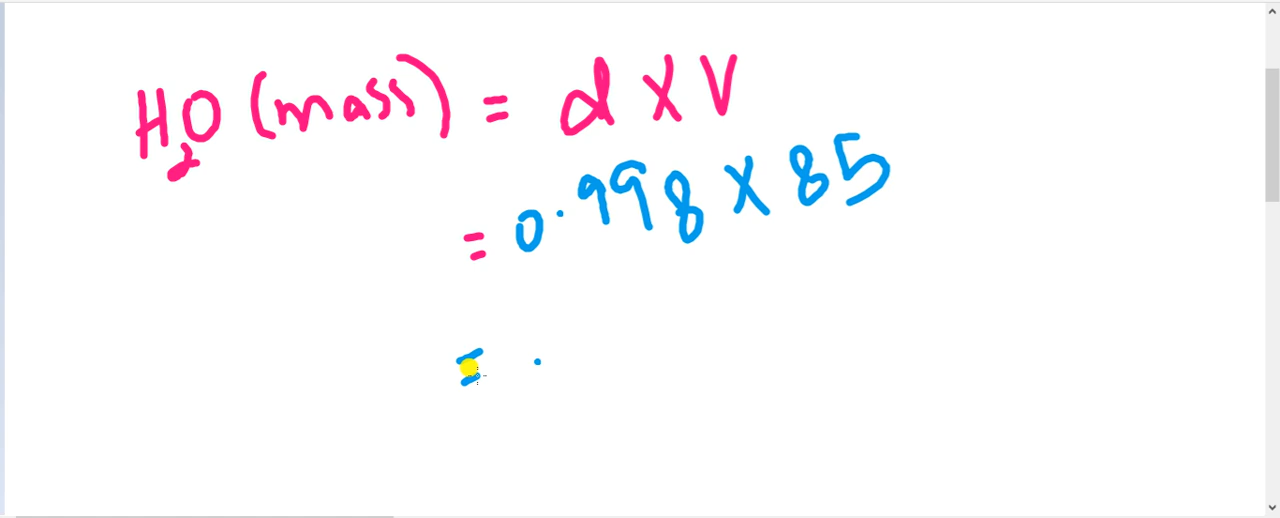 H₂O (mass) = d X V
= 0.998 X 85
= .